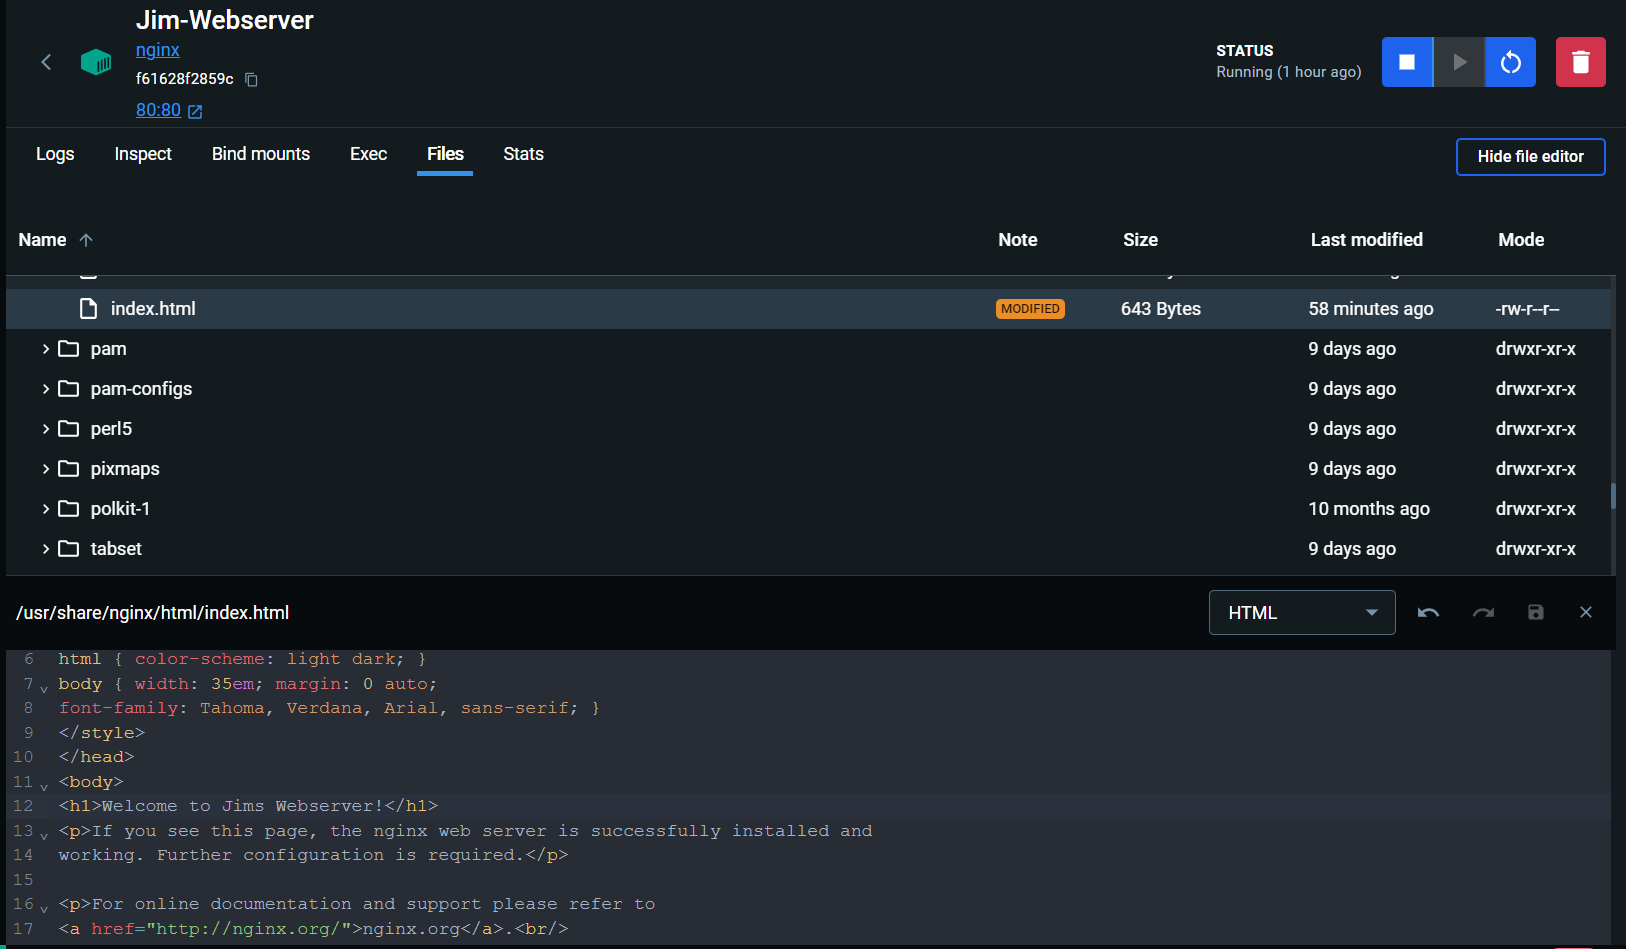 Jim-Webserver
nginx
f61628f2859c
80:80
STATUS
Running (1 hour ago)
Logs Inspect Bind mounts Exec Files Stats
Hide file editor
Name Note Size Last modified Mode
index.html MODIFIED 643 Bytes 58 minutes ago -rw-r--r--
pam 9 days ago drwxr-xr-x
pam-configs 9 days ago drwxr-xr-x
perl5 9 days ago drwxr-xr-x
pixmaps 9 days ago drwxr-xr-x
polkit-1 10 months ago drwxr-xr-x
tabset 9 days ago drwxr-xr-x
/usr/share/nginx/html/index.html HTML
6 html { color-scheme: light dark; }
7 body { width: 35em; margin: 0 auto;
8 font-family: Tahoma, Verdana, Arial, sans-serif; }
9 </style>
10 </head>
11 <body>
12 <h1>Welcome to Jims Webserver!</h1>
13 <p>If you see this page, the nginx web server is successfully installed and
14 working. Further configuration is required.</p>
15
16 <p>For online documentation and support please refer to
17 <a href="http://nginx.org/">nginx.org</a>.<br/>